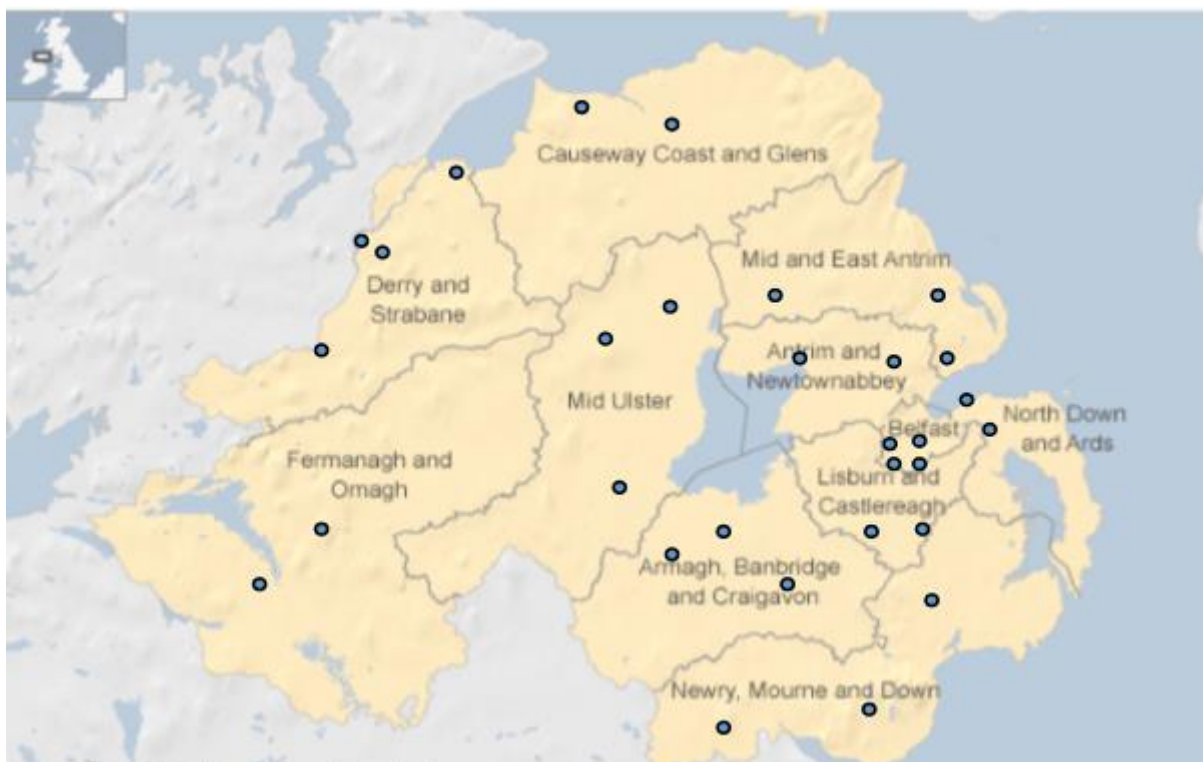 Causeway Coast and Glens
Mid and East Antrim
Derry and
Strabane
Antrim and
Newtownabbey
Mid Ulster
North Down
and Ards
Belfast
Fermanagh and
Omagh
Lisburn and
Castlereagh
Armagh, Banbridge
and Craigavon
Newry, Mourne and Down